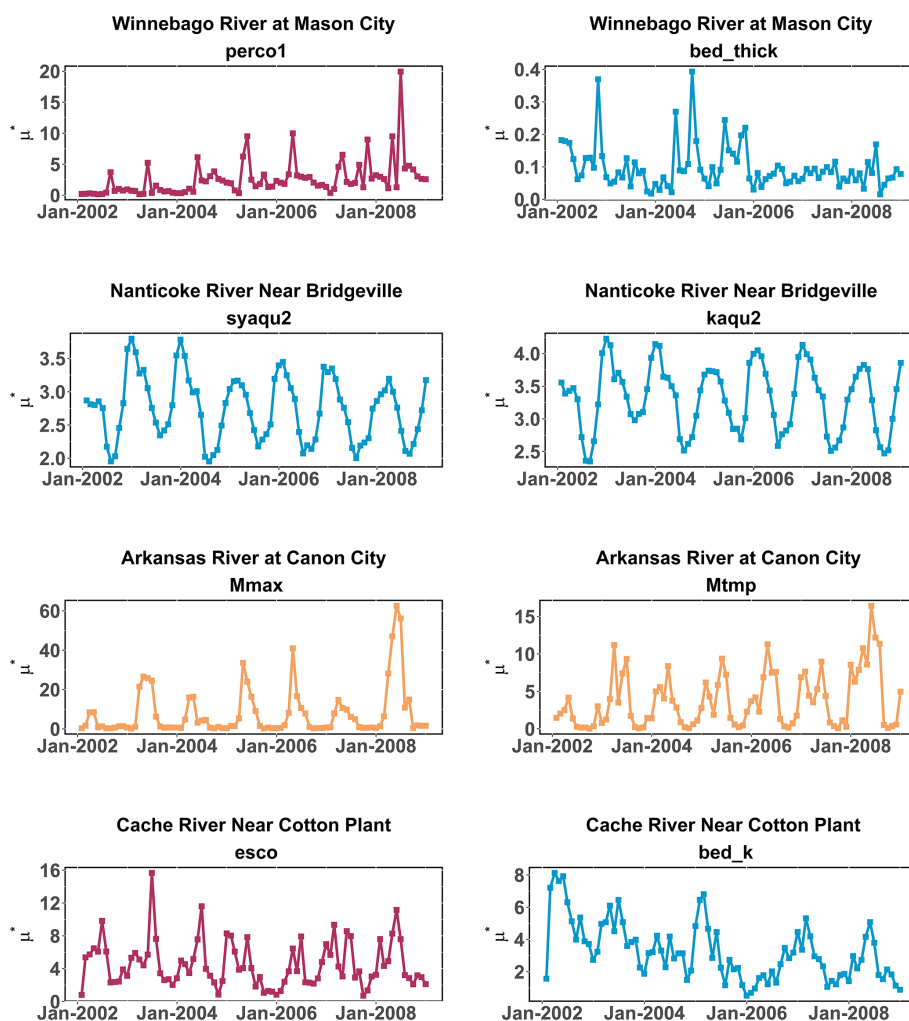 Winnebago River at Mason City
perco1
20
15
10
5
0
μ*
Jan-2002 Jan-2004 Jan-2006 Jan-2008
Winnebago River at Mason City
bed_thick
0.4
0.3
0.2
0.1
0.0
μ*
Jan-2002 Jan-2004 Jan-2006 Jan-2008
Nanticoke River Near Bridgeville
syaqu2
3.5
3.0
2.5
2.0
μ*
Jan-2002 Jan-2004 Jan-2006 Jan-2008
Nanticoke River Near Bridgeville
kaqu2
4.0
3.5
3.0
2.5
μ*
Jan-2002 Jan-2004 Jan-2006 Jan-2008
Arkansas River at Canon City
Mmax
60
40
20
0
μ*
Jan-2002 Jan-2004 Jan-2006 Jan-2008
Arkansas River at Canon City
Mtmp
15
10
5
0
μ*
Jan-2002 Jan-2004 Jan-2006 Jan-2008
Cache River Near Cotton Plant
esco
16
12
8
4
0
μ*
Jan-2002 Jan-2004 Jan-2006 Jan-2008
Cache River Near Cotton Plant
bed_k
8
6
4
2
μ*
Jan-2002 Jan-2004 Jan-2006 Jan-2008